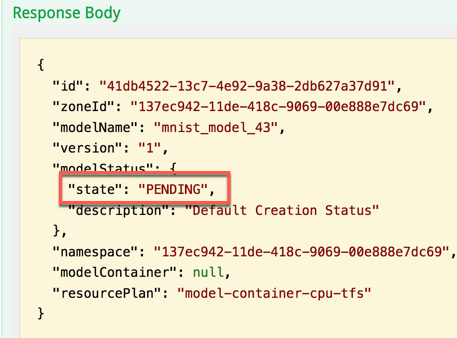 Response Body
{
"id": "41db4522-13c7-4e92-9a38-2db627a37d91",
"zoneId": "137ec942-11de-418c-9069-00e888e7dc69",
"modelName": "mnist_model_43",
"version": "1",
"modelStatus": {
"state": "PENDING",
"description": "Default Creation Status"
},
"namespace": "137ec942-11de-418c-9069-00e888e7dc69",
"modelContainer": null,
"resourcePlan": "model-container-cpu-tfs"
}